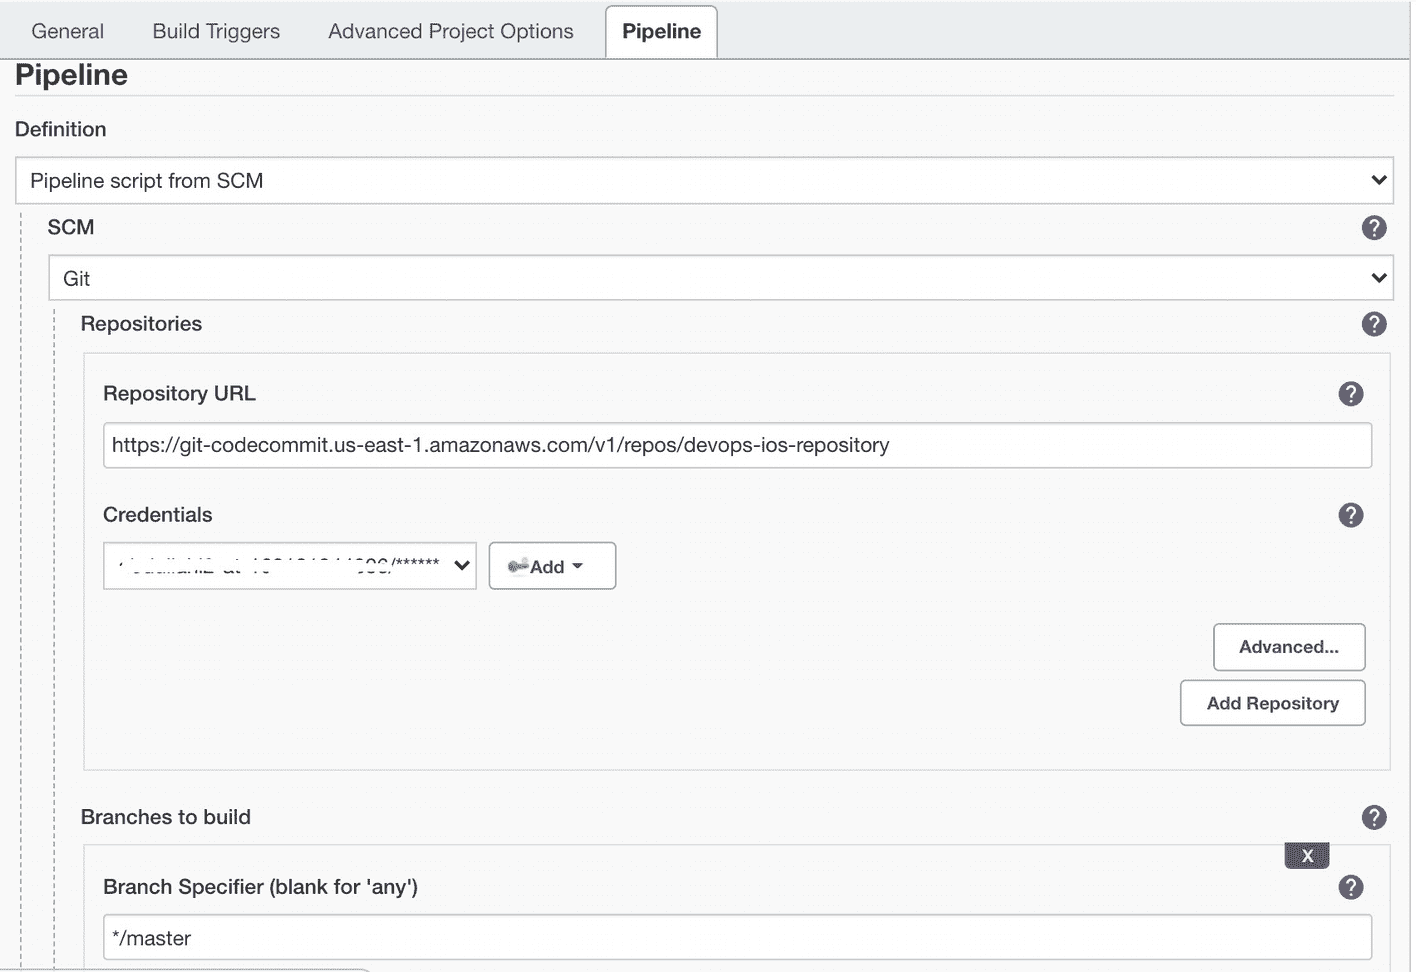 General Build Triggers Advanced Project Options Pipeline
Pipeline
Definition
Pipeline script from SCM
SCM
?
Git
Repositories
?
Repository URL
?
https://git-codecommit.us-east-1.amazonaws.com/v1/repos/devops-ios-repository
Credentials
?
/******
Add
Advanced...
Add Repository
Branches to build
?
X
Branch Specifier (blank for 'any')
?
*/master